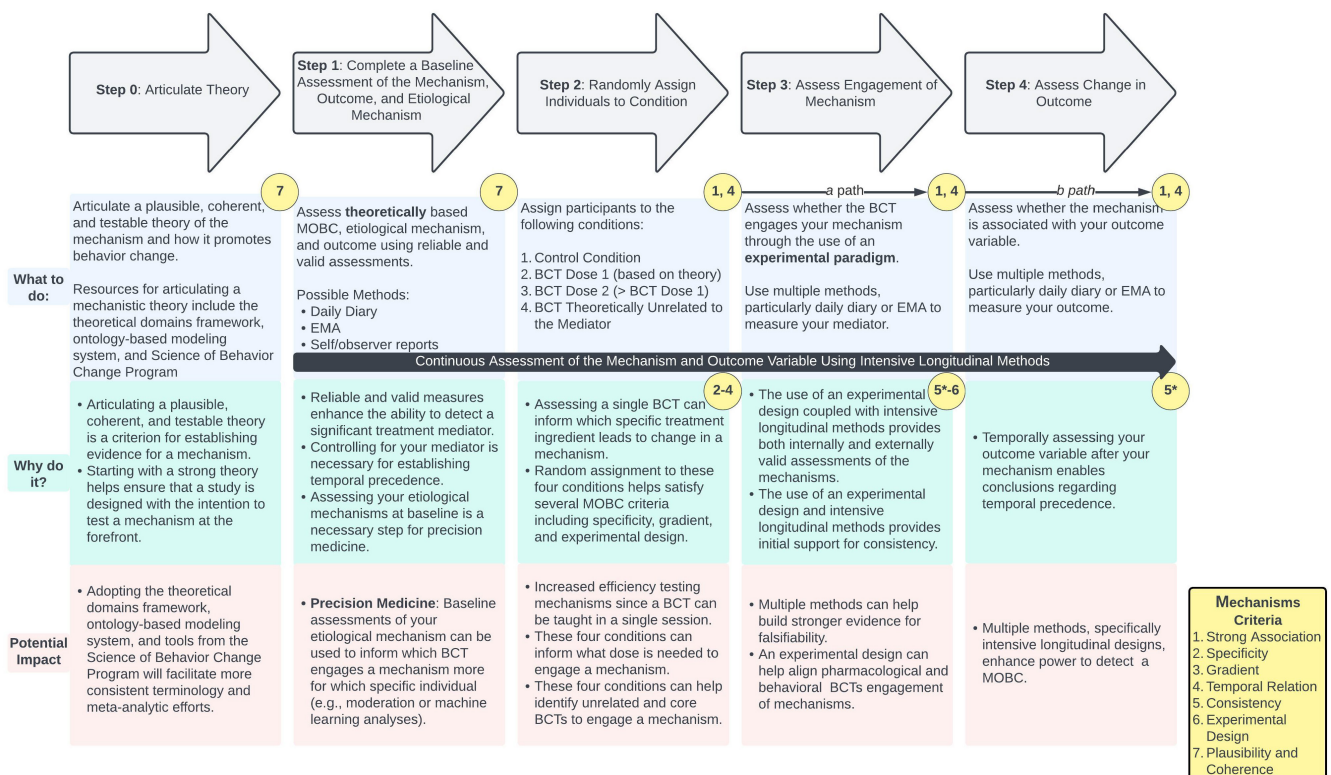 Step 0: Articulate Theory
Step 1: Complete a Baseline
Assessment of the Mechanism,
Outcome, and Etiological
Mechanism
Step 2: Randomly Assign
Individuals to Condition
Step 3: Assess Engagement of
Mechanism
Step 4: Assess Change in
Outcome
7
7
1, 4
a path
1, 4
b path
1, 4
What to
do:
Articulate a plausible, coherent,
and testable theory of the
mechanism and how it promotes
behavior change.
Resources for articulating a
mechanistic theory include the
theoretical domains framework,
ontology-based modeling
system, and Science of Behavior
Change Program
Assess theoretically based
MOBC, etiological mechanism,
and outcome using reliable and
valid assessments.
Possible Methods:
• Daily Diary
• EMA
• Self/observer reports
Assign participants to the
following conditions:
1. Control Condition
2. BCT Dose 1 (based on theory)
3. BCT Dose 2 (> BCT Dose 1)
4. BCT Theoretically Unrelated to
the Mediator
Assess whether the BCT
engages your mechanism
through the use of an
experimental paradigm.
Use multiple methods,
particularly daily diary or EMA to
measure your mediator.
Assess whether the mechanism
is associated with your outcome
variable.
Use multiple methods,
particularly daily diary or EMA to
measure your outcome.
Continuous Assessment of the Mechanism and Outcome Variable Using Intensive Longitudinal Methods
2-4
5*-6
5*
Why do
it?
• Articulating a plausible,
coherent, and testable theory
is a criterion for establishing
evidence for a mechanism.
• Starting with a strong theory
helps ensure that a study is
designed with the intention to
test a mechanism at the
forefront.
• Reliable and valid measures
enhance the ability to detect a
significant treatment mediator.
• Controlling for your mediator is
necessary for establishing
temporal precedence.
• Assessing your etiological
mechanisms at baseline is a
necessary step for precision
medicine.
• Assessing a single BCT can
inform which specific treatment
ingredient leads to change in a
mechanism.
• Random assignment to these
four conditions helps satisfy
several MOBC criteria
including specificity, gradient,
and experimental design.
• The use of an experimental
design coupled with intensive
longitudinal methods provides
both internally and externally
valid assessments of the
mechanisms.
• The use of an experimental
design and intensive
longitudinal methods provides
initial support for consistency.
• Temporally assessing your
outcome variable after your
mechanism enables
conclusions regarding
temporal precedence.
Potential
Impact
• Adopting the theoretical
domains framework,
ontology-based modeling
system, and tools from the
Science of Behavior Change
Program will facilitate more
consistent terminology and
meta-analytic efforts.
• Precision Medicine: Baseline
assessments of your
etiological mechanism can be
used to inform which BCT
engages a mechanism more
for which specific individual
(e.g., moderation or machine
learning analyses).
• Increased efficiency testing
mechanisms since a BCT can
be taught in a single session.
• These four conditions can
inform what dose is needed to
engage a mechanism.
• These four conditions can help
identify unrelated and core
BCTs to engage a mechanism.
• Multiple methods can help
build stronger evidence for
falsifiability.
• An experimental design can
help align pharmacological and
behavioral BCTs engagement
of mechanisms.
• Multiple methods, specifically
intensive longitudinal designs,
enhance power to detect a
MOBC.
Mechanisms
Criteria
1. Strong Association
2. Specificity
3. Gradient
4. Temporal Relation
5. Consistency
6. Experimental
Design
7. Plausibility and
Coherence